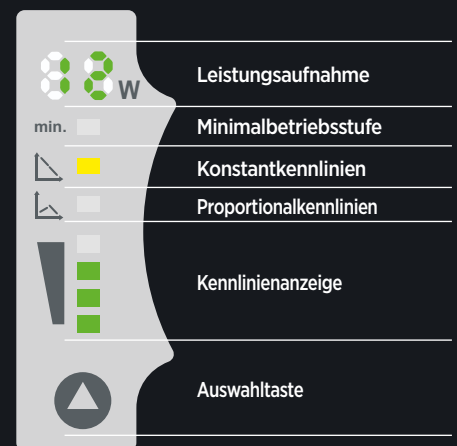 W
Leistungsaufnahme
min.
Minimalbetriebsstufe
Konstantkennlinien
Proportionalkennlinien
Kennlinienanzeige
Auswahltaste